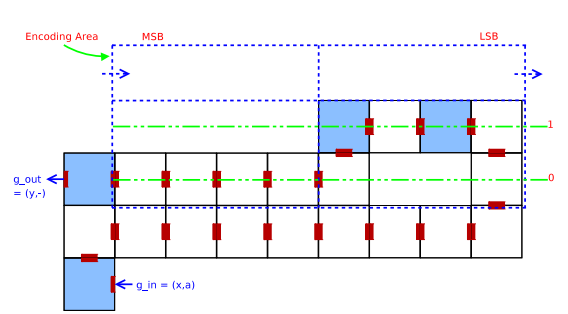 Encoding Area
MSB
LSB
1
0
g_out
= (y,-)
g_in = (x,a)